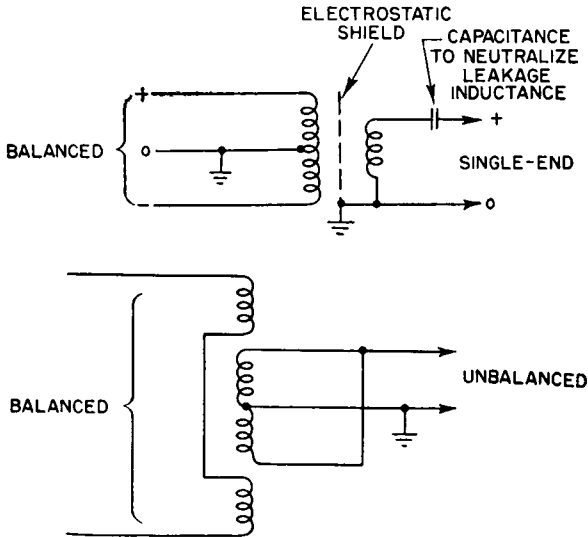 ELECTROSTATIC
SHIELD
CAPACITANCE
TO NEUTRALIZE
LEAKAGE
INDUCTANCE
+
BALANCED
O
−
+
SINGLE-END
O
BALANCED
UNBALANCED